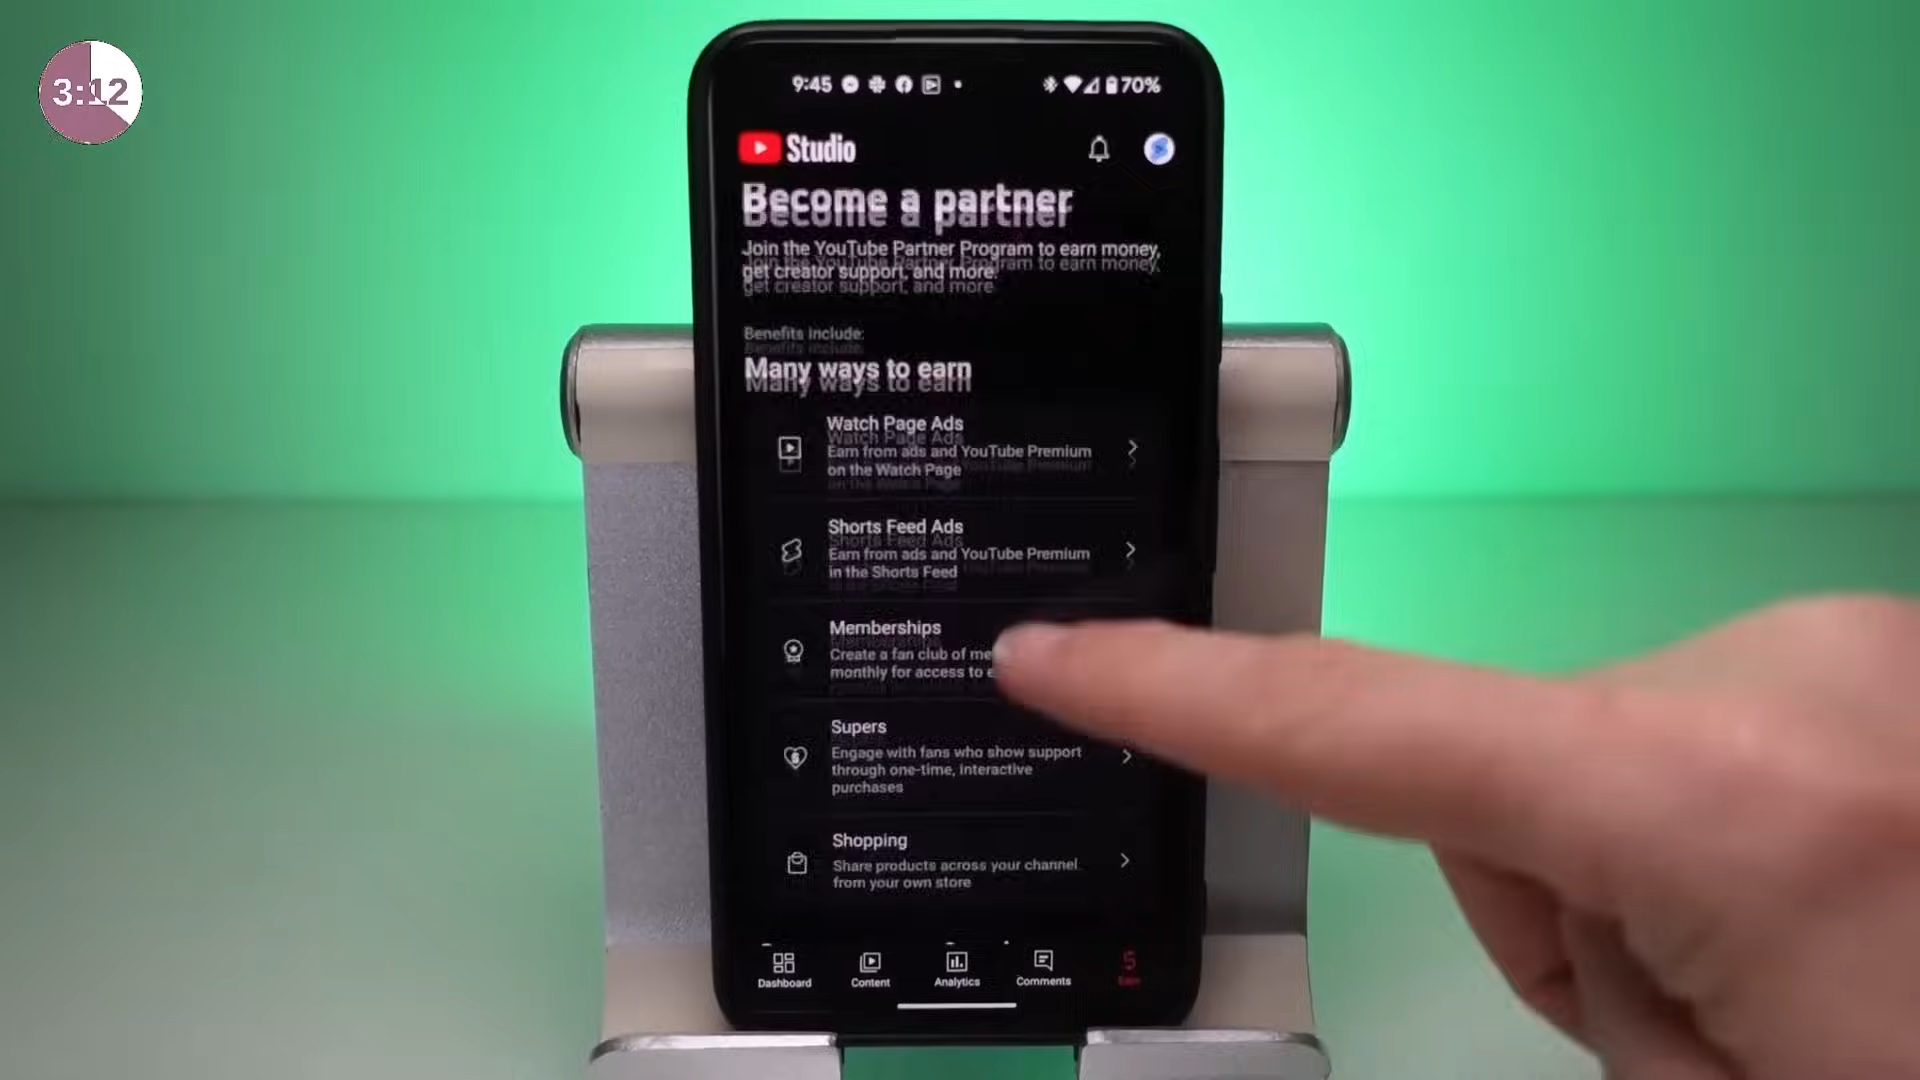 3:12
9:45
70%
Studio
Become a partner
Join the YouTube Partner Program to earn money,
get creator support, and more.
Benefits include:
Many ways to earn
Watch Page Ads
Earn from ads and YouTube Premium
on the Watch Page
Shorts Feed Ads
Earn from ads and YouTube Premium
in the Shorts Feed
Memberships
Create a fan club of me
monthly for access to e
Supers
Engage with fans who show support
through one-time, interactive
purchases
Shopping
Share products across your channel
from your own store
Dashboard
Content
Analytics
Comments
Earn